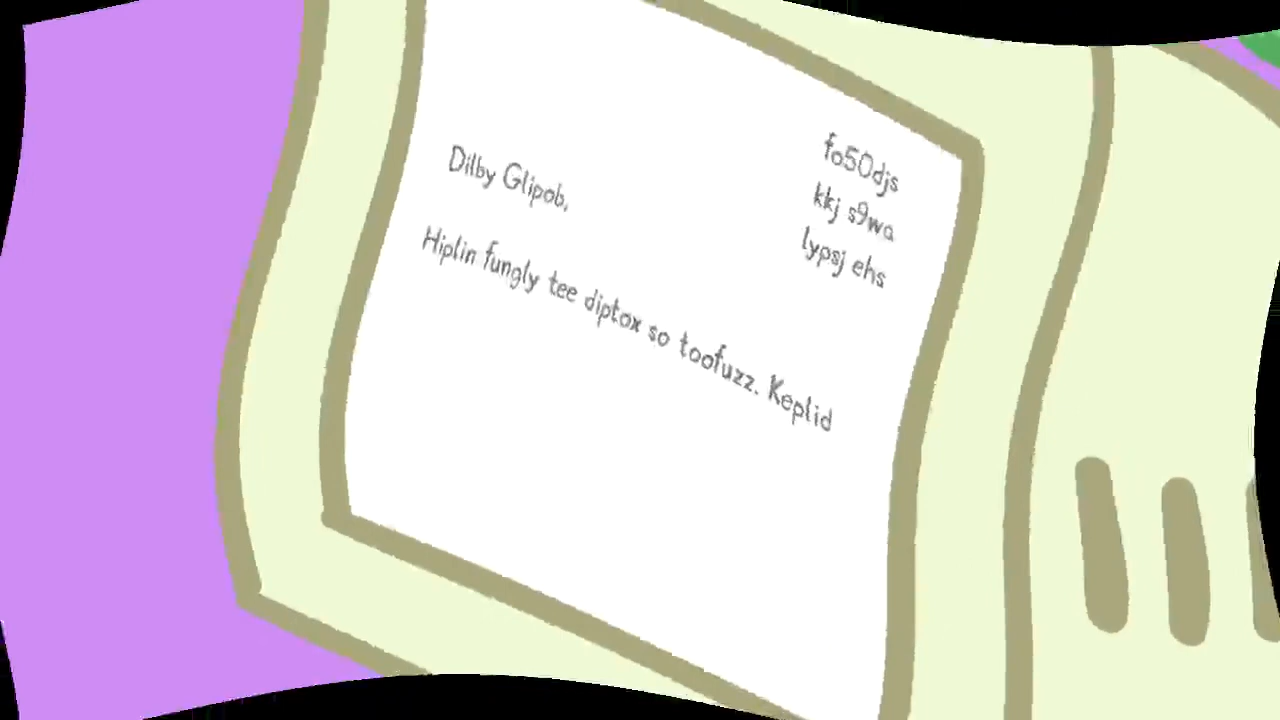 fo50djs
kkj s9wa
lypsj ehs
Dilby Glipob,
Hiplin fungly tee diptox so toofuzz. Keplid